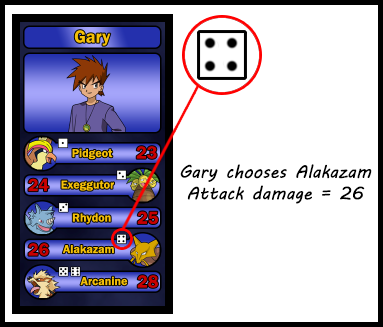 Gary
Pidgeot 23
24 Exeggutor
Rhydon 25
26 Alakazam
Arcanine 28
Gary chooses Alakazam
Attack damage = 26